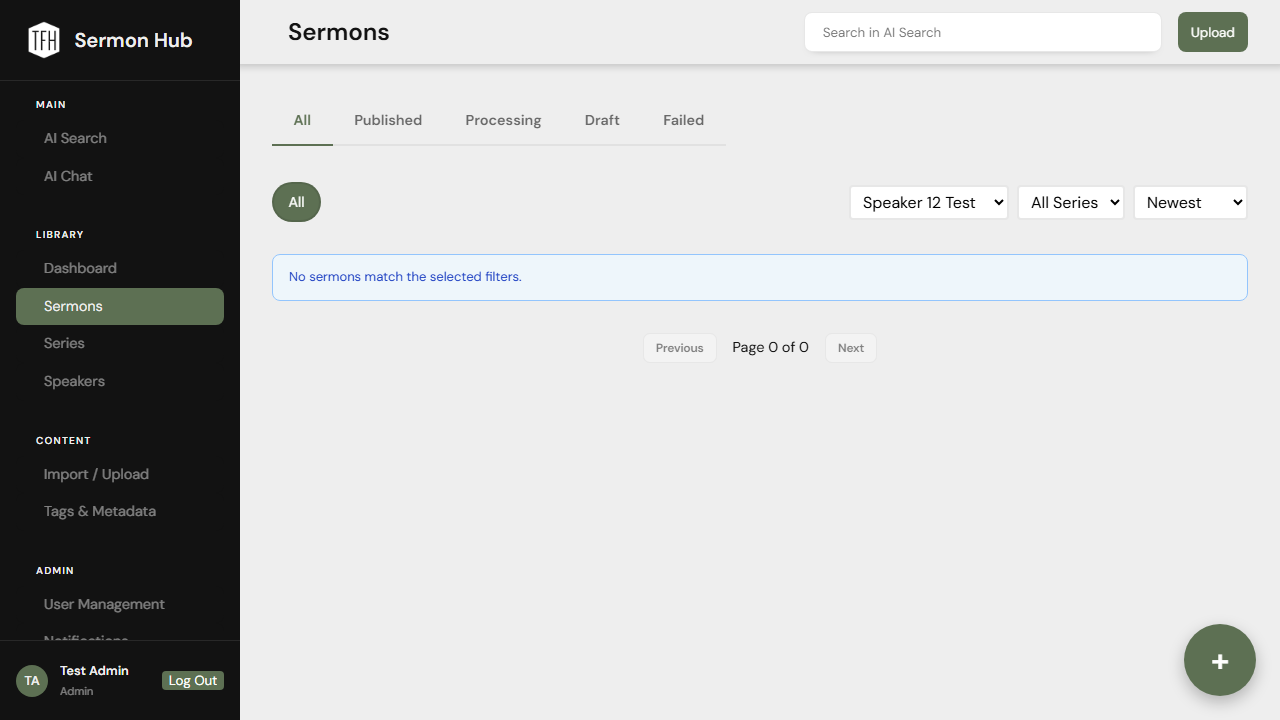 TFH Sermon Hub
Sermons
Search in AI Search
Upload
MAIN
AI Search
AI Chat
LIBRARY
Dashboard
Sermons
Series
Speakers
CONTENT
Import / Upload
Tags & Metadata
ADMIN
User Management
Notifications
TA
Test Admin
Admin
Log Out
All Published Processing Draft Failed
All
Speaker 12 Test All Series Newest
No sermons match the selected filters.
Previous Page 0 of 0 Next
+